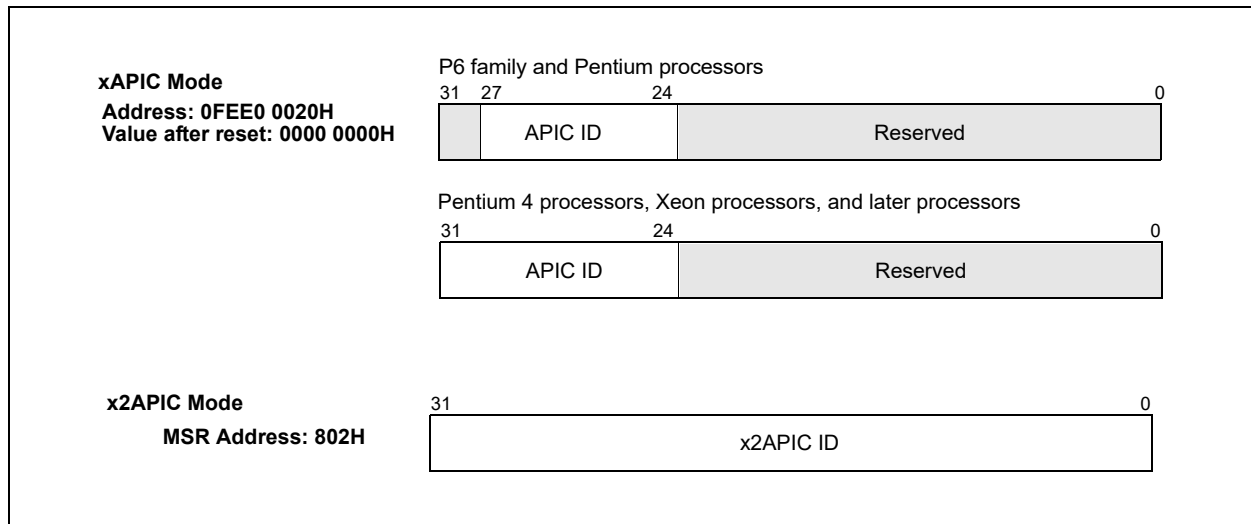 xAPIC Mode
Address: 0FEE0 0020H
Value after reset: 0000 0000H
P6 family and Pentium processors
31 27 24 0
APIC ID Reserved
Pentium 4 processors, Xeon processors, and later processors
31 24 0
APIC ID Reserved
x2APIC Mode
MSR Address: 802H
31 0
x2APIC ID